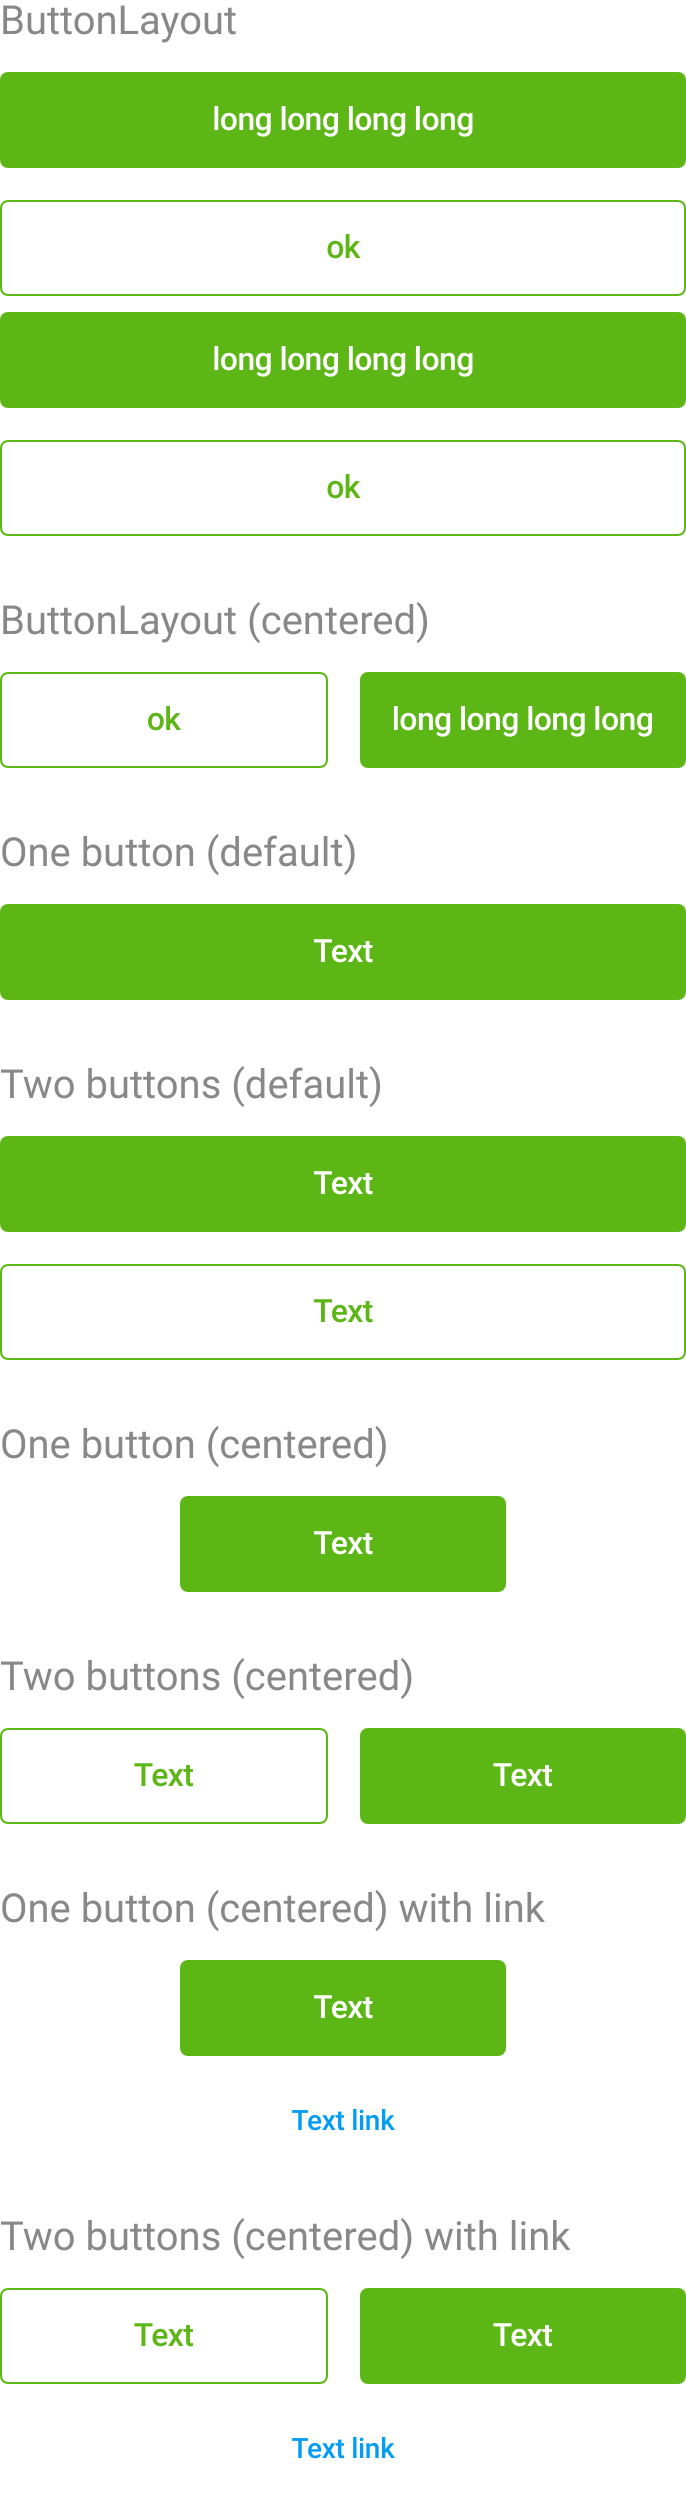 ButtonLayout
long long long long
ok
long long long long
ok
ButtonLayout (centered)
ok long long long long
One button (default)
Text
Two buttons (default)
Text
Text
One button (centered)
Text
Two buttons (centered)
Text Text
One button (centered) with link
Text
Text link
Two buttons (centered) with link
Text Text
Text link